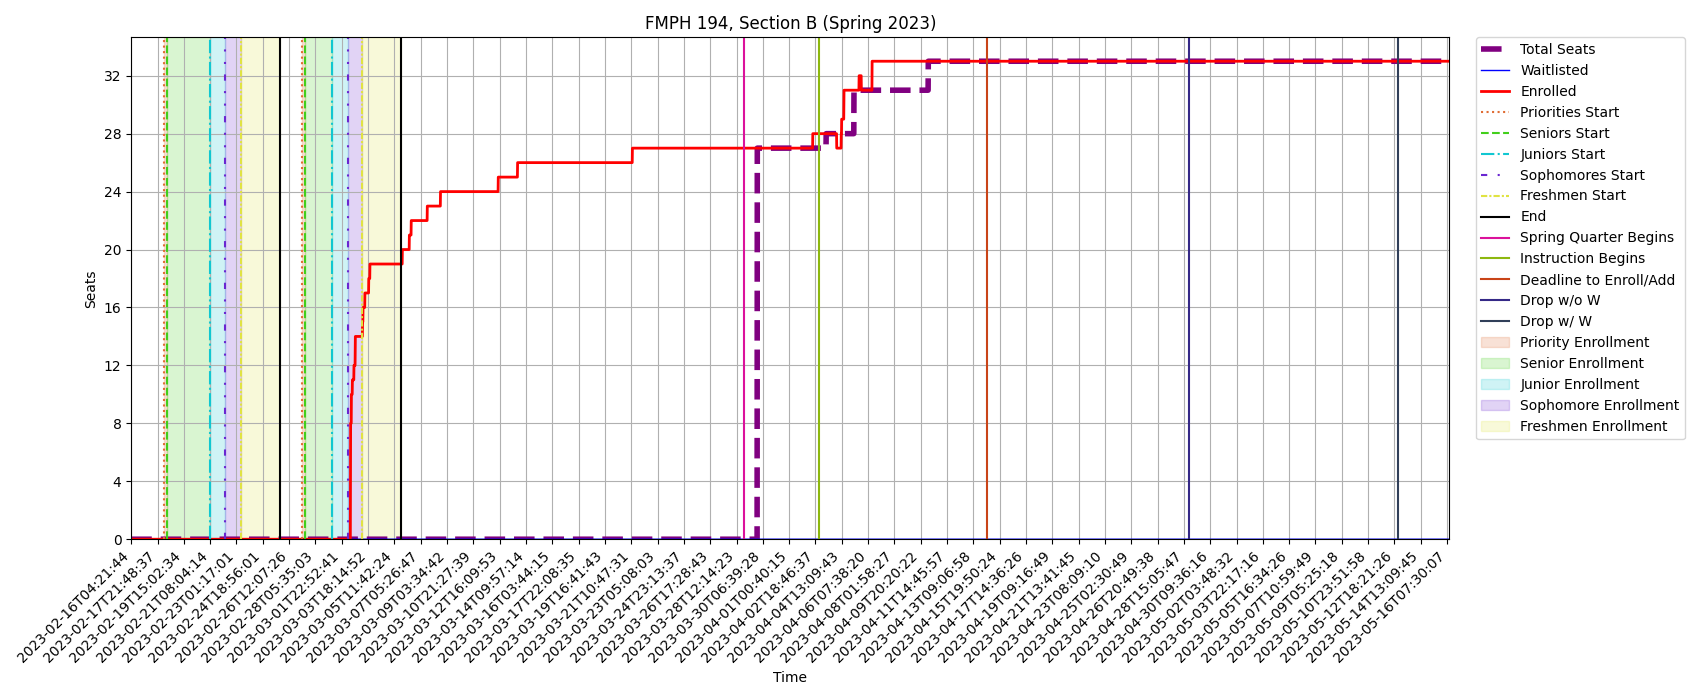 FMPH 194, Section B (Spring 2023)
Seats
32
28
24
20
16
12
8
4
0
2023-02-16T04:21:44
2023-02-17T21:48:37
2023-02-19T15:02:34
2023-02-21T08:04:14
2023-02-23T01:17:01
2023-02-24T18:56:01
2023-02-26T12:07:26
2023-02-28T05:35:03
2023-03-01T22:52:41
2023-03-03T18:14:52
2023-03-05T11:42:24
2023-03-07T05:26:47
2023-03-09T03:34:42
2023-03-10T21:27:39
2023-03-12T16:09:53
2023-03-14T09:57:14
2023-03-16T03:44:15
2023-03-17T22:08:35
2023-03-19T16:41:43
2023-03-21T10:47:31
2023-03-23T05:08:03
2023-03-24T23:13:37
2023-03-26T17:28:43
2023-03-28T12:14:23
2023-03-30T06:39:28
2023-04-01T00:40:15
2023-04-02T18:46:37
2023-04-04T13:09:43
2023-04-06T07:38:20
2023-04-08T01:58:27
2023-04-09T20:20:22
2023-04-11T14:45:57
2023-04-13T09:06:58
2023-04-15T19:50:24
2023-04-17T14:36:26
2023-04-19T09:16:49
2023-04-21T13:41:45
2023-04-23T08:09:10
2023-04-25T02:30:49
2023-04-26T20:49:38
2023-04-28T15:05:47
2023-04-30T09:36:16
2023-05-02T03:48:32
2023-05-03T22:17:16
2023-05-05T16:34:26
2023-05-07T10:59:49
2023-05-09T05:25:18
2023-05-10T23:51:58
2023-05-12T18:21:26
2023-05-14T13:09:45
2023-05-16T07:30:07
Time
Total Seats
Waitlisted
Enrolled
Priorities Start
Seniors Start
Juniors Start
Sophomores Start
Freshmen Start
End
Spring Quarter Begins
Instruction Begins
Deadline to Enroll/Add
Drop w/o W
Drop w/ W
Priority Enrollment
Senior Enrollment
Junior Enrollment
Sophomore Enrollment
Freshmen Enrollment